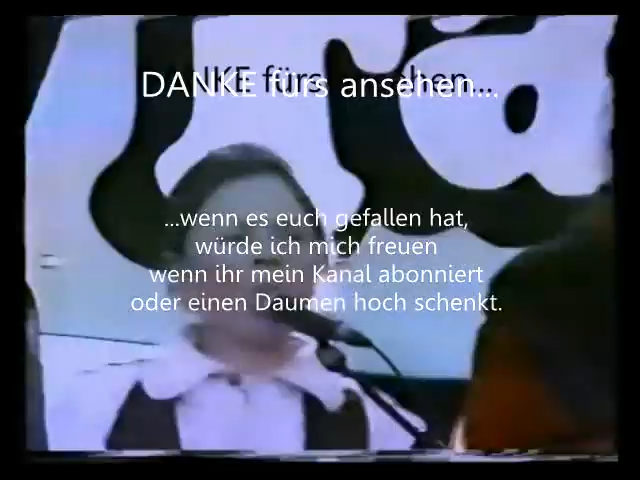 DANKE fürs ansehen...
...wenn es euch gefallen hat,
würde ich mich freuen
wenn ihr mein Kanal abonniert
oder einen Daumen hoch schenkt.